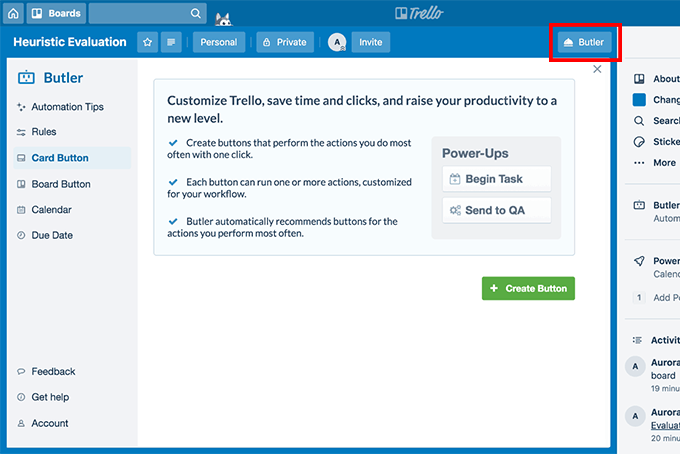 Boards
Trello
Heuristic Evaluation
Personal
Private
A
Invite
Butler
Butler
Automation Tips
Rules
Card Button
Board Button
Calendar
Due Date
Feedback
Get help
Account
Customize Trello, save time and clicks, and raise your productivity to a
new level.
Create buttons that perform the actions you do most
often with one click.
Each button can run one or more actions, customized
for your workflow.
Butler automatically recommends buttons for the
actions you perform most often.
Power-Ups
Begin Task
Send to QA
+ Create Button
About
Chang
Search
Sticke
More
Butler
Autom
Power
Calend
1 Add Po
Activit
A
Aurora
board
19 minu
A
Aurora
Evaluat
20 minu